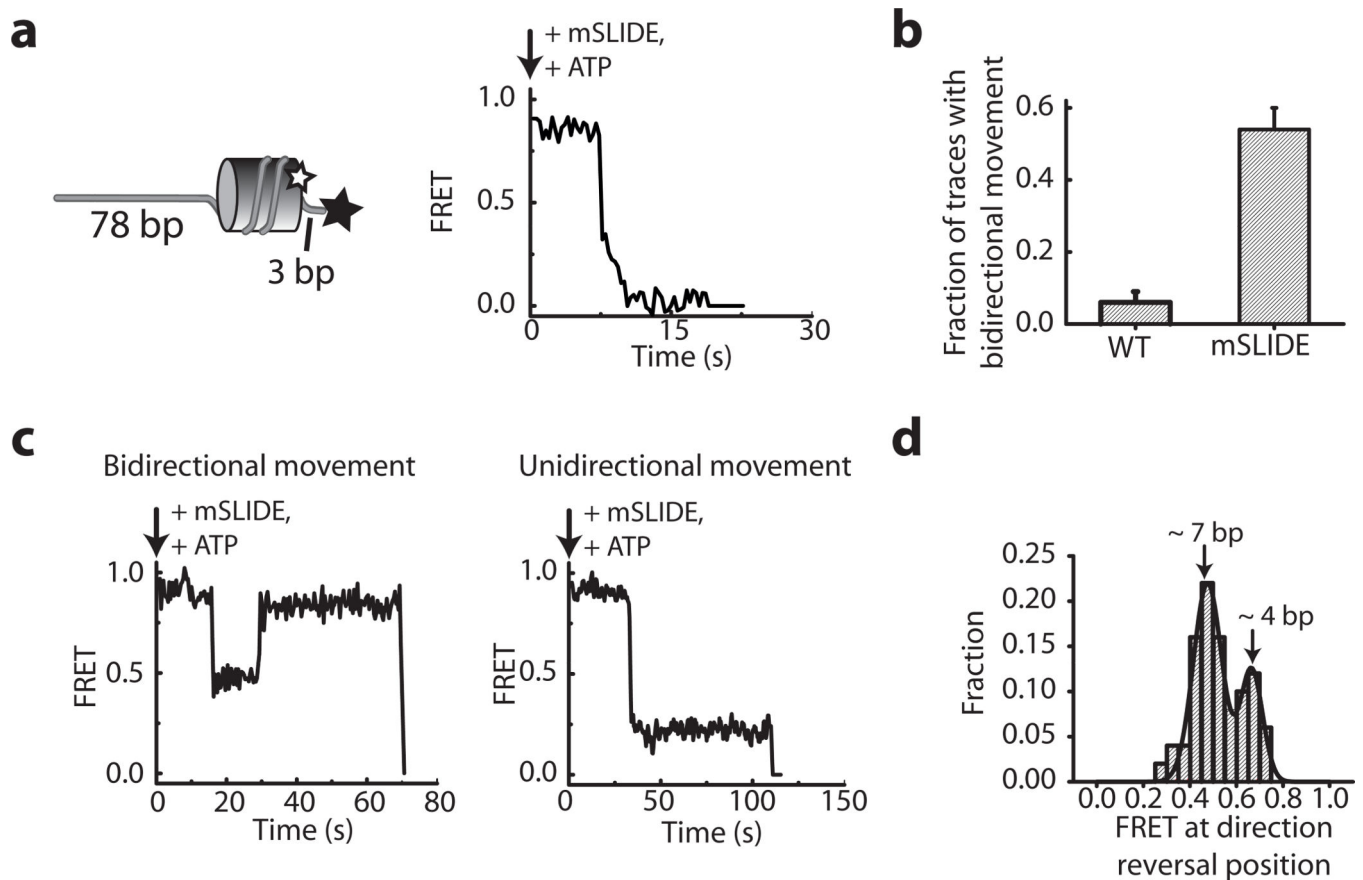 a
78 bp
3 bp
+ mSLIDE,
+ ATP
FRET
1.0
0.5
0.0
0
15
30
Time (s)
b
Fraction of traces with
bidirectional movement
0.6
0.4
0.2
0.0
WT
mSLIDE
c
Bidirectional movement
+ mSLIDE,
+ ATP
FRET
1.0
0.5
0.0
0
20
40
60
80
Time (s)
Unidirectional movement
+ mSLIDE,
+ ATP
FRET
1.0
0.5
0.0
0
50
100
150
Time (s)
d
~ 7 bp
~ 4 bp
Fraction
0.25
0.20
0.15
0.10
0.05
0.00
0.0 0.2 0.4 0.6 0.8 1.0
FRET at direction
reversal position